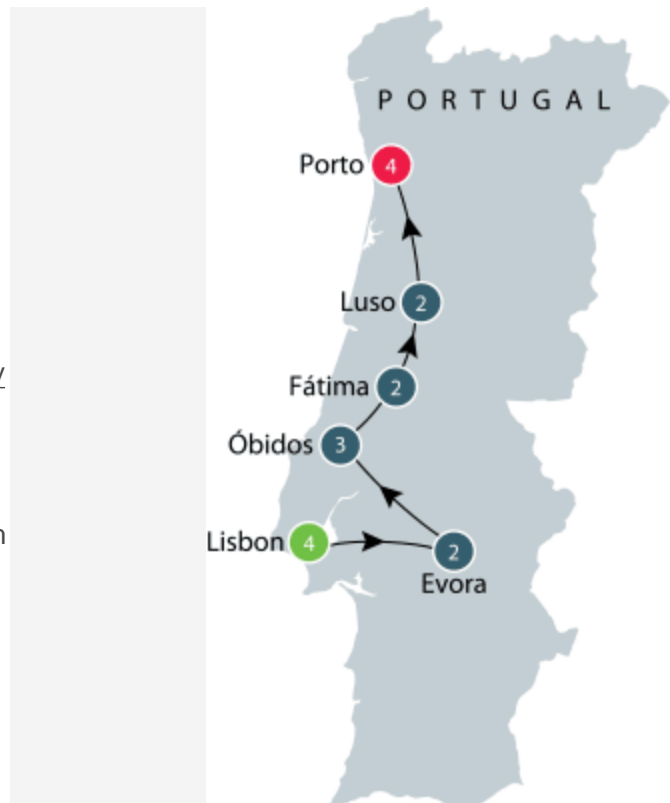 PORTUGAL
Porto 4
Luso 2
Fátima 2
Óbidos 3
Lisbon 4
2
Evora